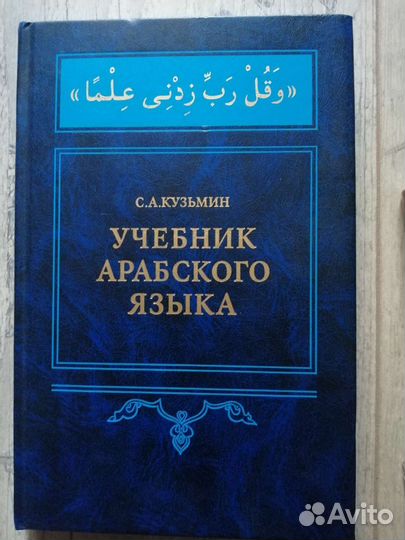 «وَقُلْ رَبِّ زِدْنِى عِلْمًا»
С.А.КУЗЬМИН
УЧЕБНИК
АРАБСКОГО
ЯЗЫКА
Avito